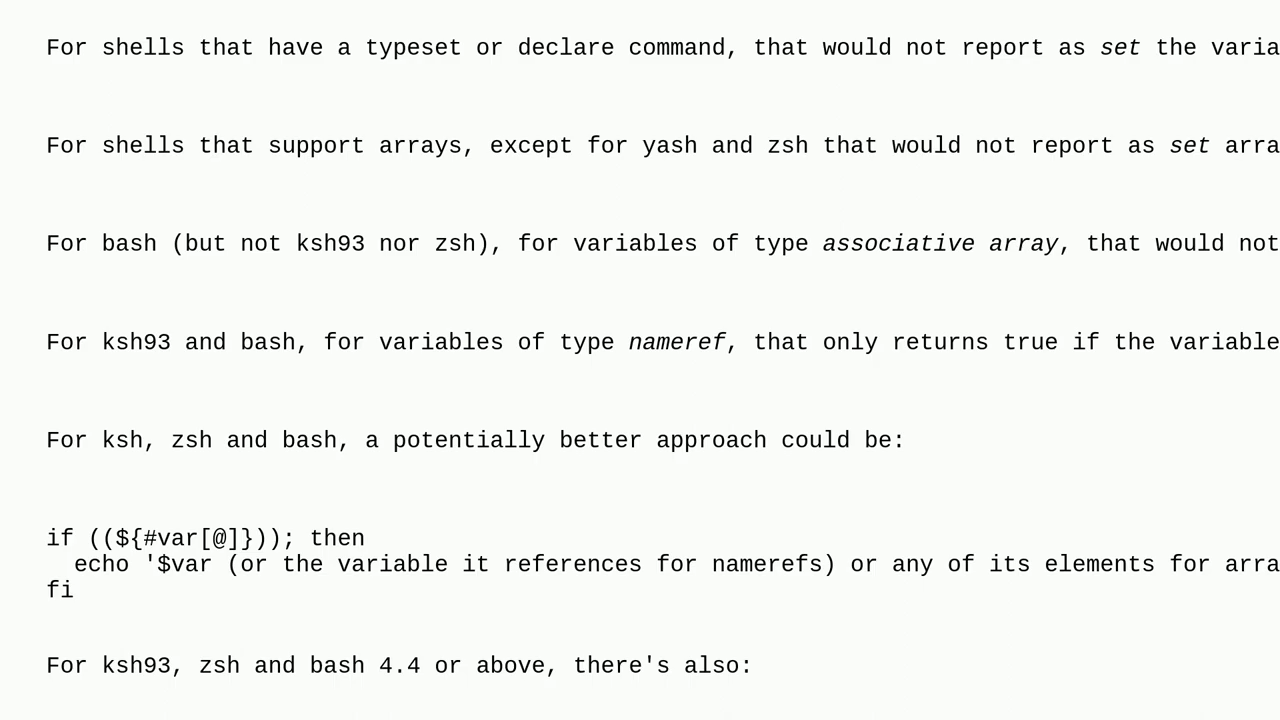 For shells that have a typeset or declare command, that would not report as set the varia
For shells that support arrays, except for yash and zsh that would not report as set arra
For bash (but not ksh93 nor zsh), for variables of type associative array, that would not
For ksh93 and bash, for variables of type nameref, that only returns true if the variable
For ksh, zsh and bash, a potentially better approach could be:
if ((${#var[@]})); then
  echo '$var (or the variable it references for namerefs) or any of its elements for arra
fi
For ksh93, zsh and bash 4.4 or above, there's also: